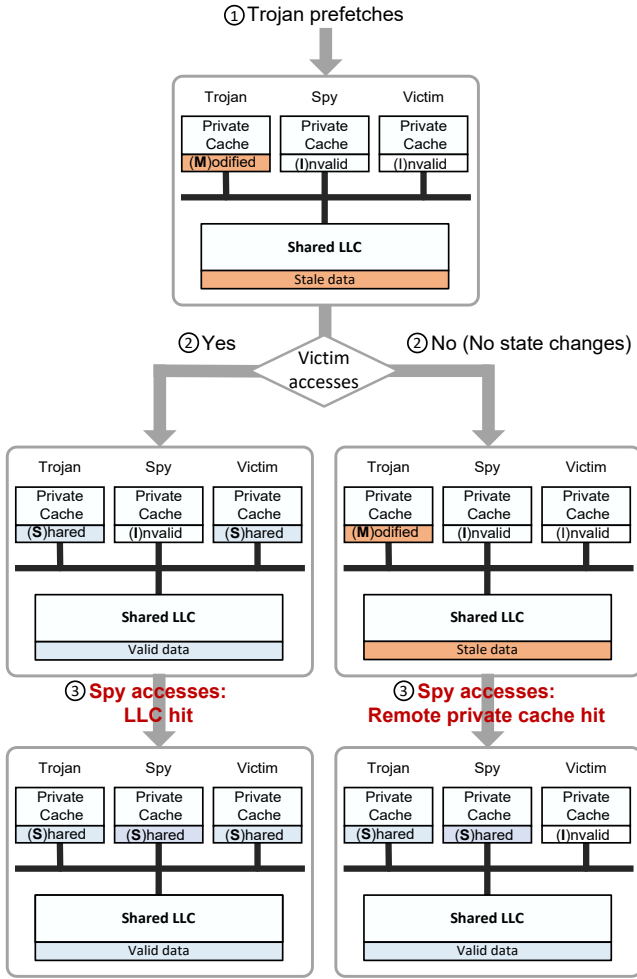 ① Trojan prefetches
Trojan Spy Victim
Private Cache Private Cache Private Cache
(M)odified (I)nvalid (I)nvalid
Shared LLC
Stale data
② Yes
Victim accesses
② No (No state changes)
Trojan Spy Victim
Private Cache Private Cache Private Cache
(S)hared (I)nvalid (S)hared
Shared LLC
Valid data
Trojan Spy Victim
Private Cache Private Cache Private Cache
(M)odified (I)nvalid (I)nvalid
Shared LLC
Stale data
③ Spy accesses:
LLC hit
③ Spy accesses:
Remote private cache hit
Trojan Spy Victim
Private Cache Private Cache Private Cache
(S)hared (S)hared (S)hared
Shared LLC
Valid data
Trojan Spy Victim
Private Cache Private Cache Private Cache
(S)hared (S)hared (I)nvalid
Shared LLC
Valid data